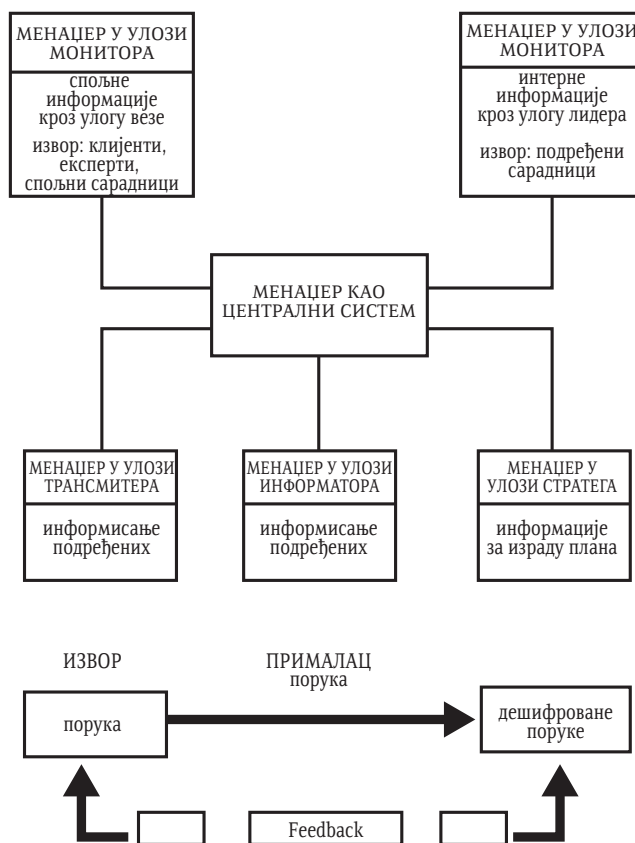 МЕНАЏЕР У УЛОЗИ
МОНИТОРА
спољне
информације
кроз улогу везе
извор: клијенти,
експерти,
спољни сарадници
МЕНАЏЕР У УЛОЗИ
МОНИТОРА
интерне
информације
кроз улогу лидера
извор: подређени
сарадници
МЕНАЏЕР КАО
ЦЕНТРАЛНИ СИСТЕМ
МЕНАЏЕР У УЛОЗИ
ТРАНСМИТЕРА
информисање
подређених
МЕНАЏЕР У УЛОЗИ
ИНФОРМАТОРА
информисање
подређених
МЕНАЏЕР У
УЛОЗИ СТРАТЕГА
информације
за израду плана
ИЗВОР
ПРИМАЛАЦ
порука
порука
дешифроване
поруке
Feedback